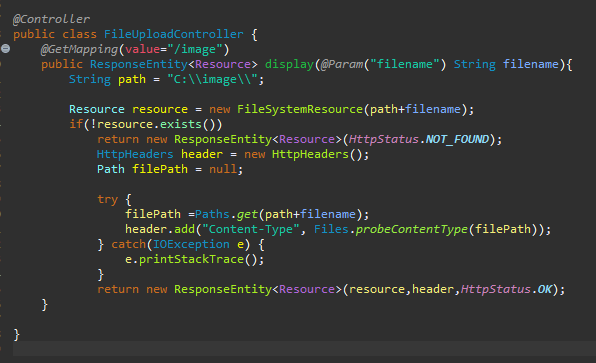 @Controller
public class FileUploadController {
    @GetMapping(value="/image")
    public ResponseEntity<Resource> display(@Param("filename") String filename){
        String path = "C:\\image\\";

        Resource resource = new FileSystemResource(path+filename);
        if(!resource.exists())
            return new ResponseEntity<Resource>(HttpStatus.NOT_FOUND);
            HttpHeaders header = new HttpHeaders();
            Path filePath = null;

            try {
                filePath =Paths.get(path+filename);
                header.add("Content-Type", Files.probeContentType(filePath));
            } catch(IOException e) {
                e.printStackTrace();
            }
            return new ResponseEntity<Resource>(resource,header,HttpStatus.OK);
    }

}